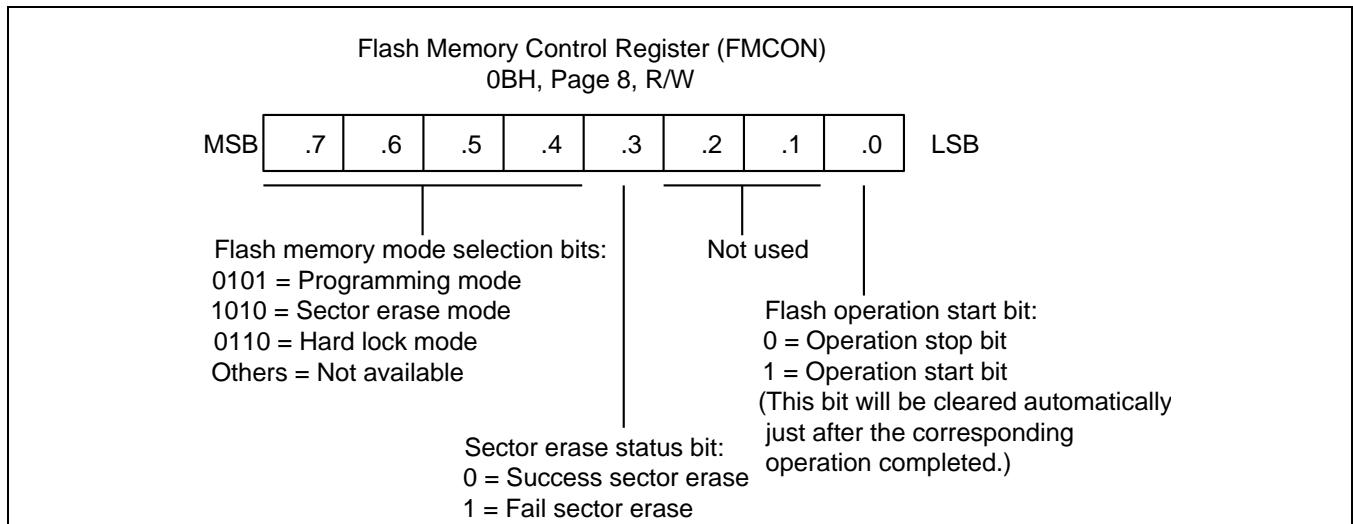 Flash Memory Control Register (FMCON)
0BH, Page 8, R/W
MSB .7 .6 .5 .4 .3 .2 .1 .0 LSB
Flash memory mode selection bits:
0101 = Programming mode
1010 = Sector erase mode
0110 = Hard lock mode
Others = Not available
Not used
Flash operation start bit:
0 = Operation stop bit
1 = Operation start bit
(This bit will be cleared automatically
just after the corresponding
operation completed.)
Sector erase status bit:
0 = Success sector erase
1 = Fail sector erase